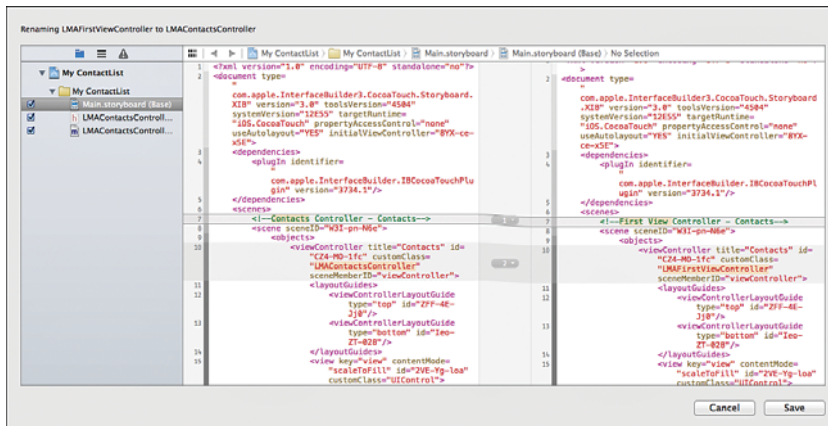 Renaming LMAFirstViewController to LMAContactsController
My ContactList
My ContactList
Main.storyboard (Base)
h LMAContactsControll...
m LMAContactsControll...
My ContactList My ContactList Main.storyboard Main.storyboard (Base) No Selection
1 <?xml version="1.0" encoding="UTF-8" standalone="no"?>
2 <document type=
"
com.apple.InterfaceBuilder3.CocoaTouch.Storyboard
.XIB" version="3.0" toolsVersion="4504"
systemVersion="12E55" targetRuntime=
"iOS.CocoaTouch" propertyAccessControl="none"
useAutolayout="YES" initialViewController="8YX-ce-
x5E">
3 <dependencies>
4 <plugIn identifier=
"
com.apple.InterfaceBuilder.IBCocoaTouchPlu
gin" version="3734.1"/>
5 </dependencies>
6 <scenes>
7 <!--Contacts Controller - Contacts-->
8 <scene sceneID="W3I-pn-N6e">
9 <objects>
10 <viewController title="Contacts" id=
"CZ4-MO-1fc" customClass=
"LMAContactsController"
sceneMemberID="viewController">
11 <layoutGuides>
12 <viewControllerLayoutGuide
type="top" id="ZFF-4E-
Jj0"/>
13 <viewControllerLayoutGuide
type="bottom" id="Ieo-
ZT-02B"/>
14 </layoutGuides>
15 <view key="view" contentMode=
"scaleToFill" id="2VE-Yg-loa"
customClass="UIControl">
1
2
>
2 <document type=
"
com.apple.InterfaceBuilder3.CocoaTouch.Storyboard
.XIB" version="3.0" toolsVersion="4504"
systemVersion="12E55" targetRuntime=
"iOS.CocoaTouch" propertyAccessControl="none"
useAutolayout="YES" initialViewController="8YX-
ce-x5E">
3 <dependencies>
4 <plugIn identifier=
"
com.apple.InterfaceBuilder.IBCocoaTouchPl
ugin" version="3734.1"/>
5 </dependencies>
6 <scenes>
7 <!--First View Controller - Contacts-->
8 <scene sceneID="W3I-pn-N6e">
9 <objects>
10 <viewController title="Contacts" id=
"CZ4-MO-1fc" customClass=
"LMAFirstViewController"
sceneMemberID="viewController">
11 <layoutGuides>
12 <viewControllerLayoutGuide
type="top" id="ZFF-4E-
Jj0"/>
13 <viewControllerLayoutGuide
type="bottom" id="Ieo-
ZT-02B"/>
14 </layoutGuides>
15 <view key="view" contentMode=
"scaleToFill" id="2VE-Yg-loa"
customClass="UIControl">
Cancel Save